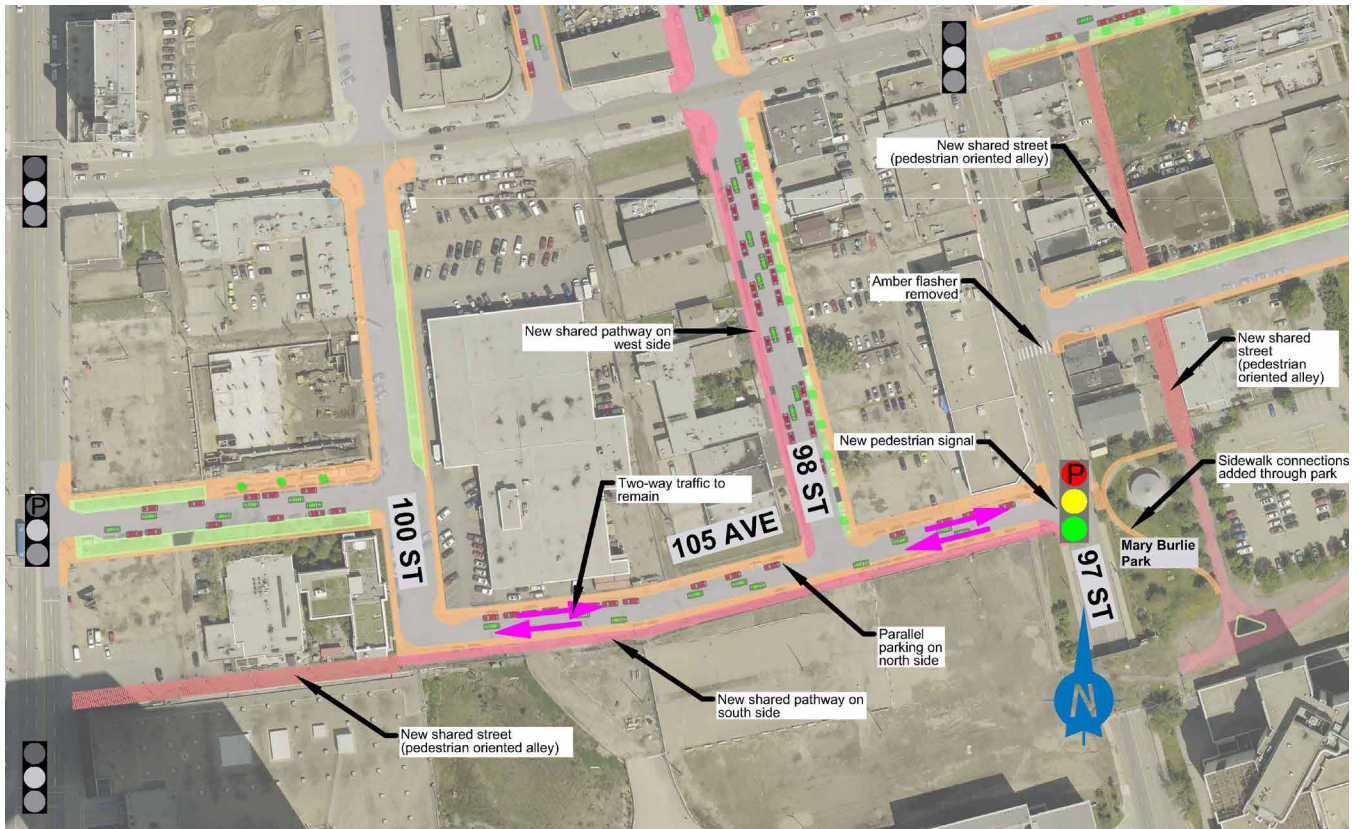 New shared street
(pedestrian oriented alley)
Amber flasher
removed
New shared pathway on
west side
New shared
street
(pedestrian
oriented alley)
New pedestrian signal
P
Sidewalk connections
added through park
Two-way traffic to
remain
98 ST
P
105 AVE
100 ST
Mary Burlie
Park
97 ST
Parallel
parking on
north side
New shared pathway on
south side
N
New shared street
(pedestrian oriented alley)